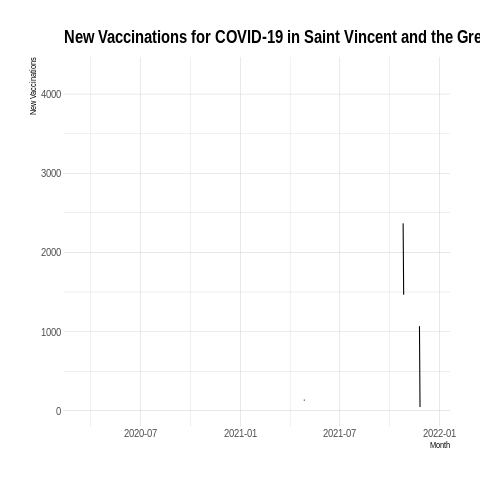 New Vaccinations for COVID-19 in Saint Vincent and the Gre
New Vaccinations
4000
3000
2000
1000
0
2020-07 2021-01 2021-07 2022-01
Month